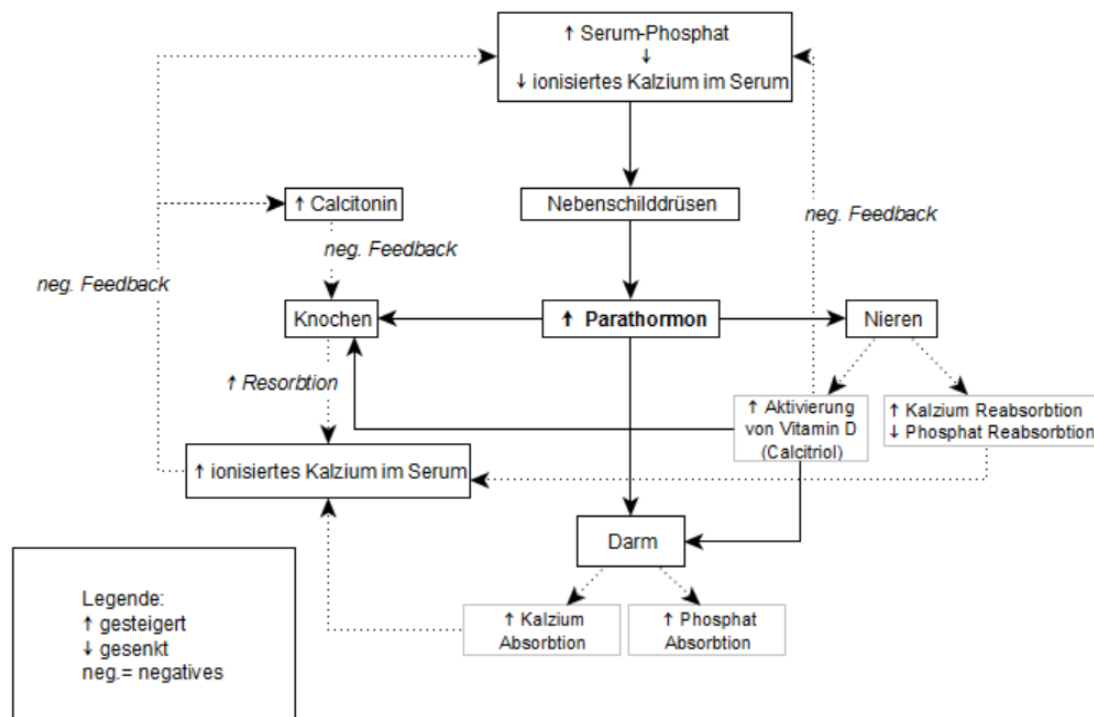 ↑ Serum-Phosphat
↓
↓ ionisiertes Kalzium im Serum
↑ Calcitonin
Nebenschilddrüsen
neg. Feedback
neg. Feedback
neg. Feedback
Knochen
↑ Parathormon
Nieren
↑ Resorbtion
↑ Aktivierung
von Vitamin D
(Calcitriol)
↑ Kalzium Reabsorbtion
↓ Phosphat Reabsorbtion
↑ ionisiertes Kalzium im Serum
Darm
↑ Kalzium
Absorbtion
↑ Phosphat
Absorbtion
Legende:
↑ gesteigert
↓ gesenkt
neg.= negatives